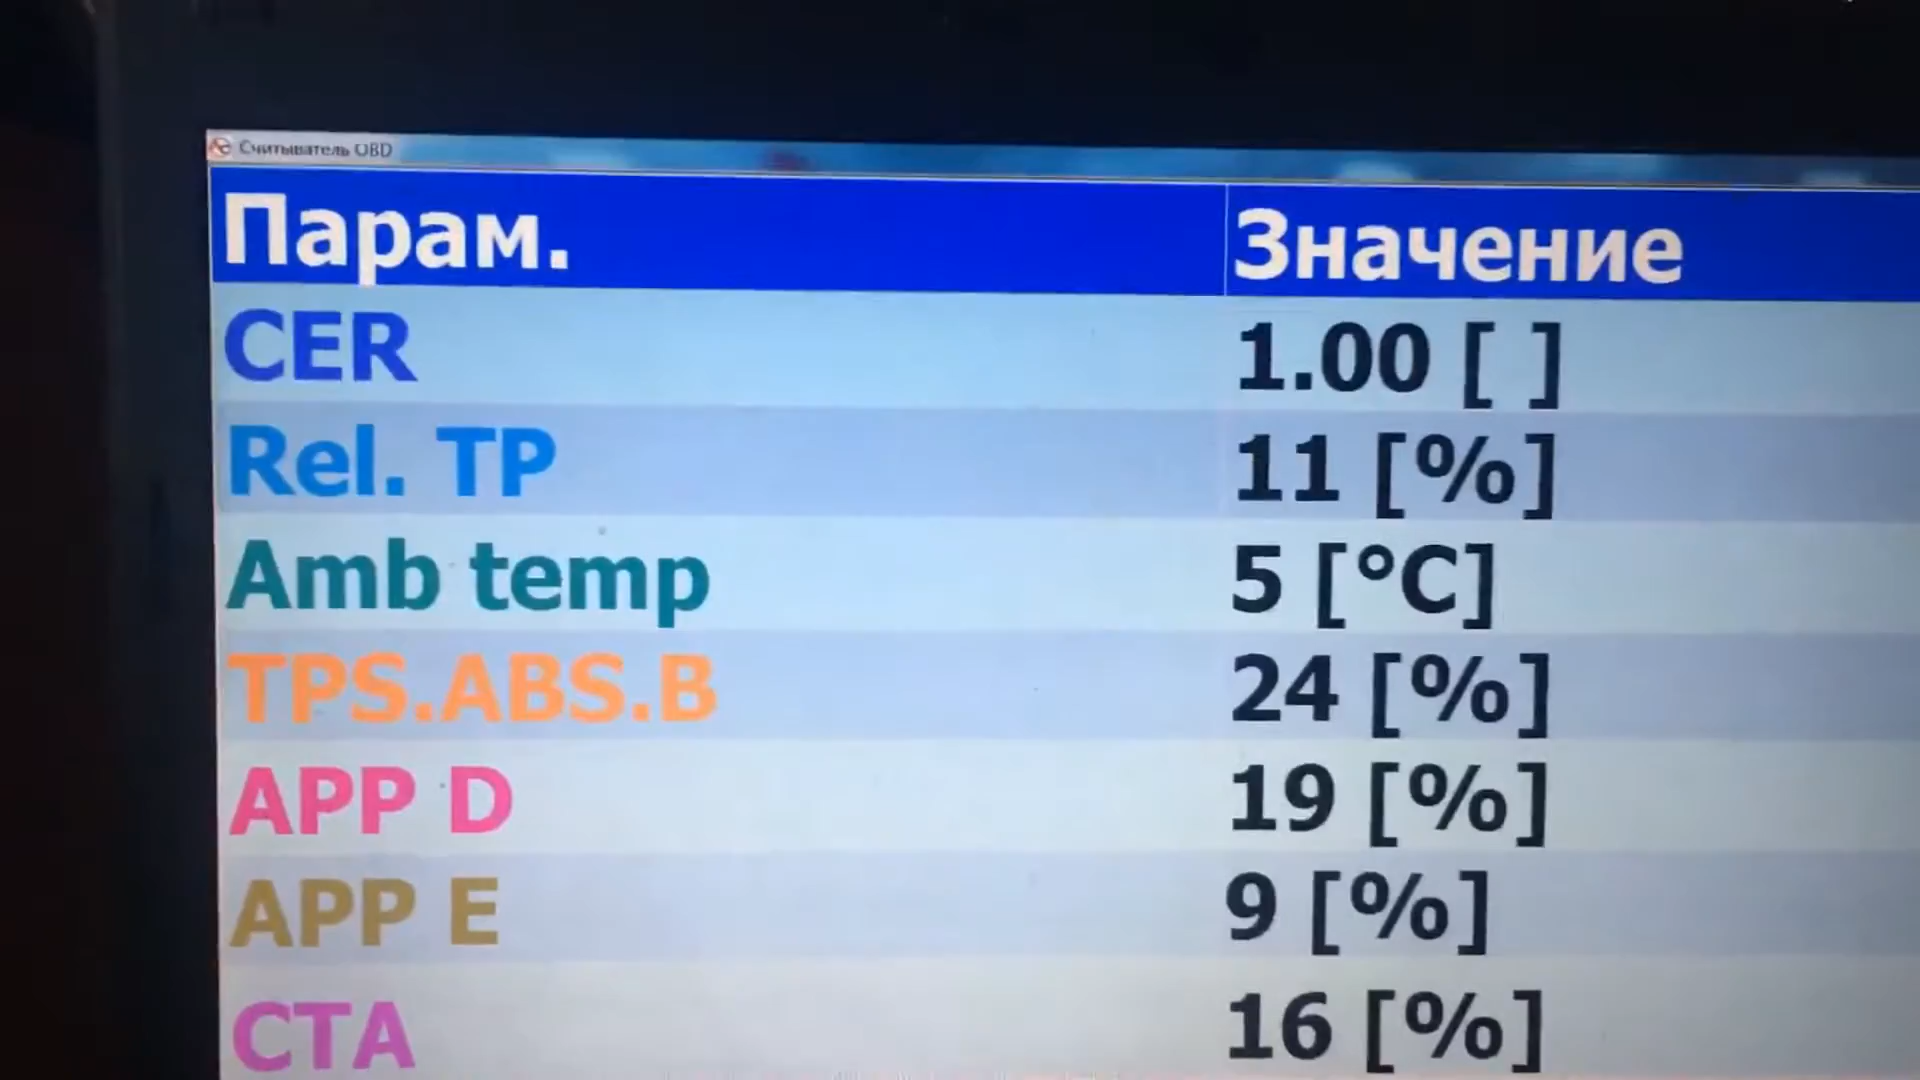 Считыватель OBD
Парам. Значение
CER 1.00 [ ]
Rel. TP 11 [%]
Amb temp 5 [°C]
TPS.ABS.B 24 [%]
APP D 19 [%]
APP E 9 [%]
CTA 16 [%]